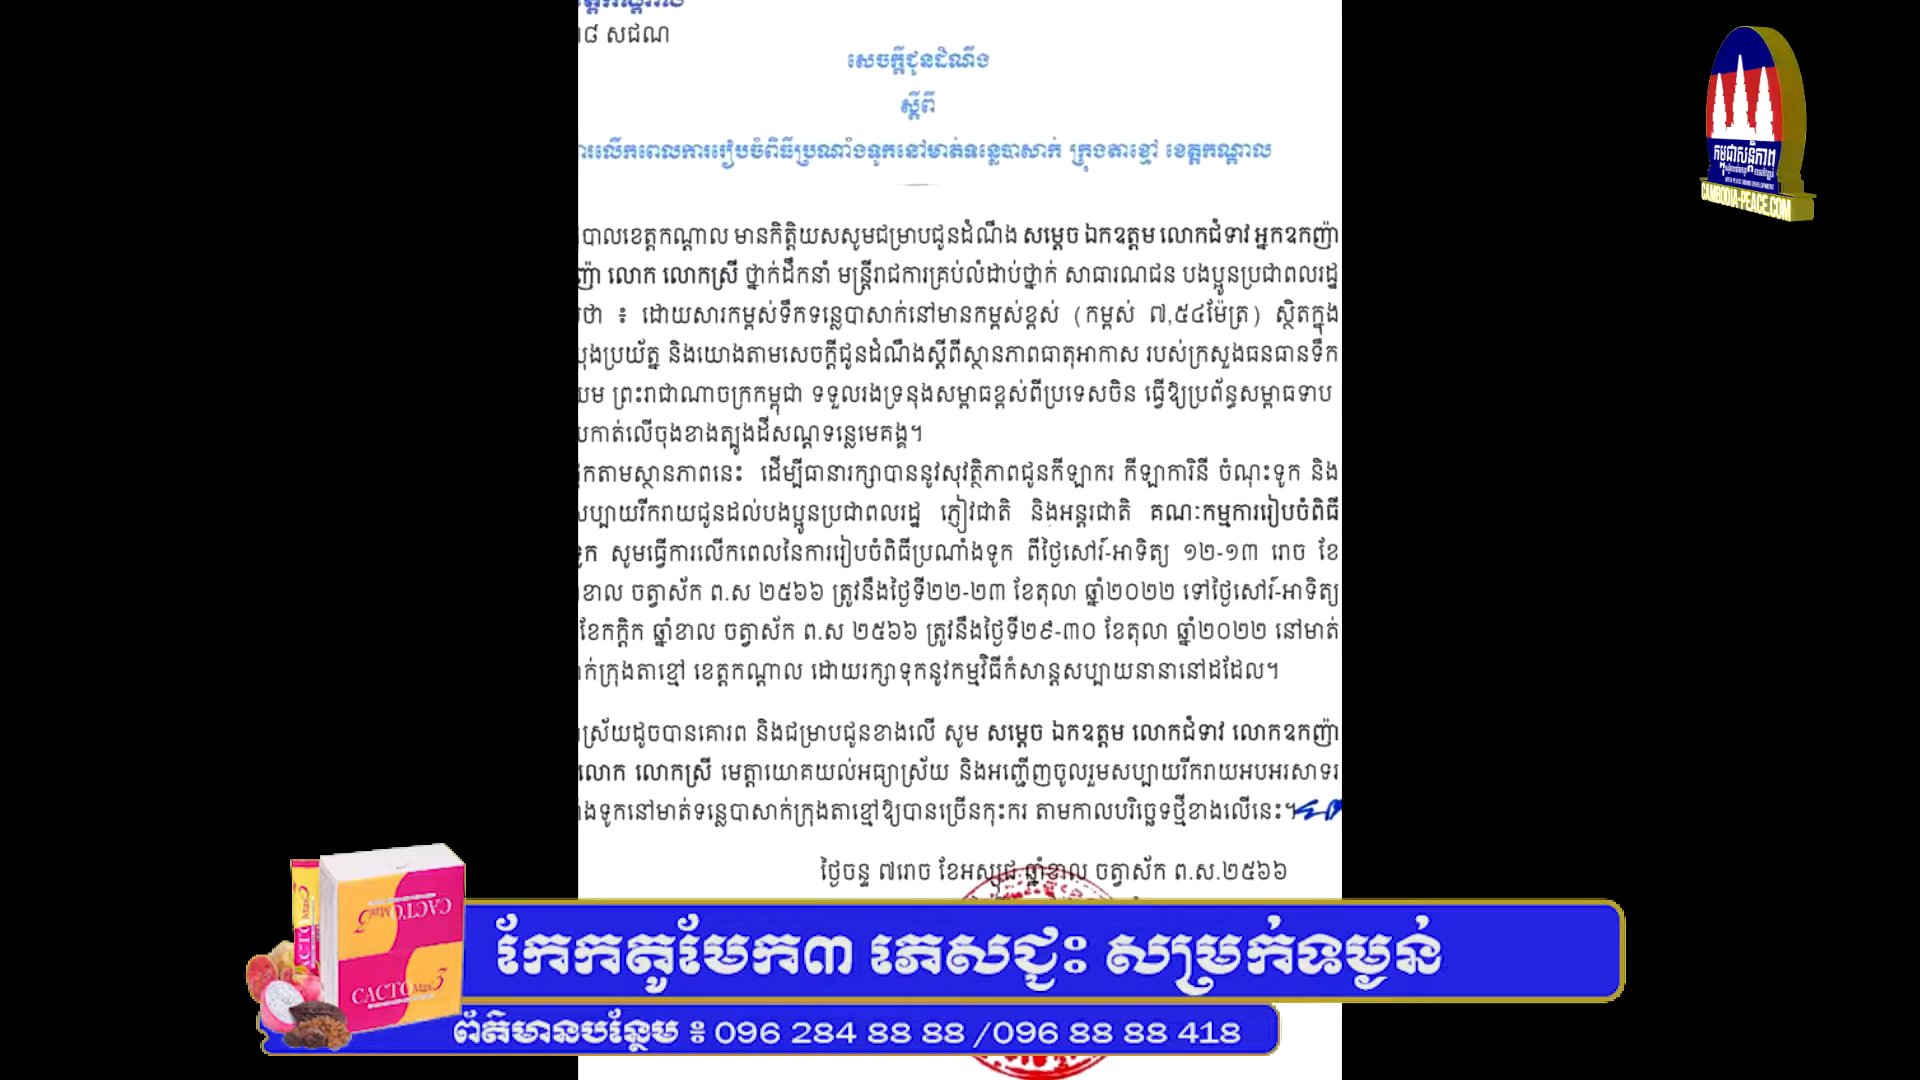 ៨ សជណ
សេចក្តីជូនដំណឹង
ស្តីពី
ារលើកពេលការរៀបចំពិធីប្រណាំងទូកនៅមាត់ទន្លេបាសាក់ ក្រុងតាខ្មៅ ខេត្តកណ្តាល
បាលខេត្តកណ្តាល មានកិត្តិយសសូមជម្រាបជូនដំណឹង សម្តេច ឯកឧត្តម លោកជំទាវ អ្នកឧកញ៉ា
ញ៉ា លោក លោកស្រី ថ្នាក់ដឹកនាំ មន្ត្រីរាជការគ្រប់លំដាប់ថ្នាក់ សាធារណជន បងប្អូនប្រជាពលរដ្ឋ
ថា ៖ ដោយសារកម្ពស់ទឹកទន្លេបាសាក់នៅមានកម្ពស់ខ្ពស់ (កម្ពស់ ៧,៥៤ម៉ែត្រ) ស្ថិតក្នុង
ុងប្រយ័ត្ន និងយោងតាមសេចក្តីជូនដំណឹងស្តីពីស្ថានភាពធាតុអាកាស របស់ក្រសួងធនធានទឹក
យម ព្រះរាជាណាចក្រកម្ពុជា ទទួលរងទ្រនុងសម្ពាធខ្ពស់ពីប្រទេសចិន ធ្វើឱ្យប្រព័ន្ធសម្ពាធទាប
កាត់លើចុងខាងត្បូងដីសណ្តទន្លេមេគង្គ។
កតាមស្ថានភាពនេះ ដើម្បីធានារក្សាបាននូវសុវត្ថិភាពជូនកីឡាករ កីឡាការិនី ចំណុះទូក និង
សប្បាយរីករាយជូនដល់បងប្អូនប្រជាពលរដ្ឋ ភ្ញៀវជាតិ និងអន្តរជាតិ គណៈកម្មការរៀបចំពិធី
ទូក សូមធ្វើការលើកពេលនៃការរៀបចំពិធីប្រណាំងទូក ពីថ្ងៃសៅរ៍-អាទិត្យ ១២-១៣ រោច ខែ
ខាល ចត្វាស័ក ព.ស ២៥៦៦ ត្រូវនឹងថ្ងៃទី២២-២៣ ខែតុលា ឆ្នាំ២០២២ ទៅថ្ងៃសៅរ៍-អាទិត្យ
ខែកក្តិក ឆ្នាំខាល ចត្វាស័ក ព.ស ២៥៦៦ ត្រូវនឹងថ្ងៃទី២៩-៣០ ខែតុលា ឆ្នាំ២០២២ នៅមាត់
ក់ក្រុងតាខ្មៅ ខេត្តកណ្តាល ដោយរក្សាទុកនូវកម្មវិធីកំសាន្តសប្បាយនានានៅដដែល។
ស្រ័យដូចបានគោរព និងជម្រាបជូនខាងលើ សូម សម្តេច ឯកឧត្តម លោកជំទាវ លោកឧកញ៉ា
លោក លោកស្រី មេត្តាយោគយល់អធ្យាស្រ័យ និងអញ្ជើញចូលរួមសប្បាយរីករាយអបអរសាទរ
ំងទូកនៅមាត់ទន្លេបាសាក់ក្រុងតាខ្មៅឱ្យបានច្រើនកុះករ តាមកាលបរិច្ឆេទថ្មីខាងលើនេះ។
ថ្ងៃចន្ទ ៧រោច ខែអស្សុជ ឆ្នាំខាល ចត្វាស័ក ព.ស.២៥៦៦
កម្ពុជាសន្តិភាព
CAMBODIA-PEACE.COM
CACTO Max3
កែកតូមែក៣ ភេសជ្ជះ សម្រក់ទម្ងន់
ព័ត៌មានបន្ថែម ៖ 096 284 88 88 /096 88 88 418